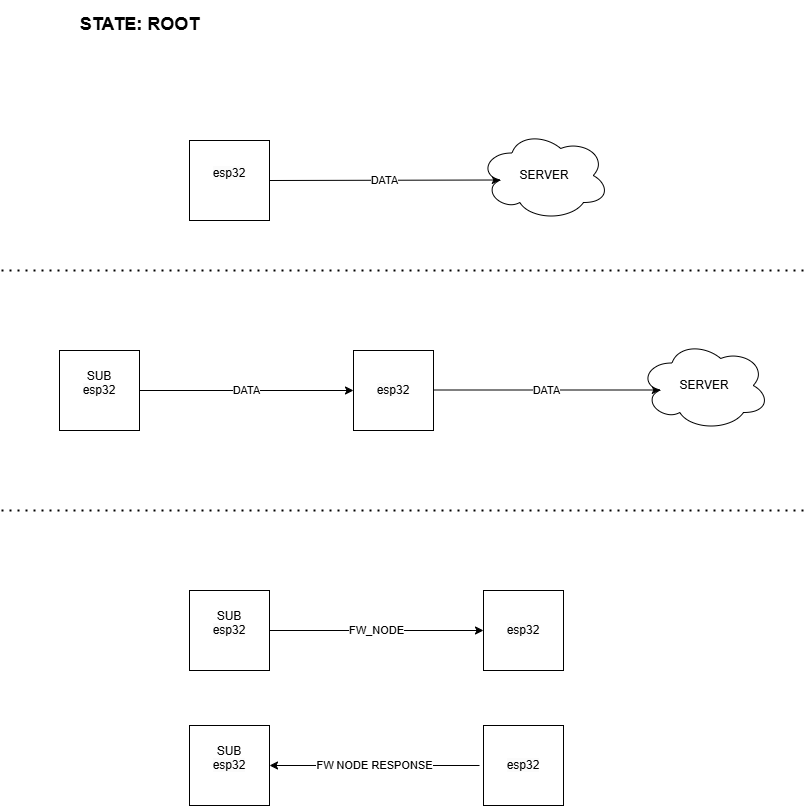 STATE: ROOT
esp32
DATA
SERVER
SUB
esp32
DATA
esp32
DATA
SERVER
SUB
esp32
FW_NODE
esp32
SUB
esp32
FW NODE RESPONSE
esp32